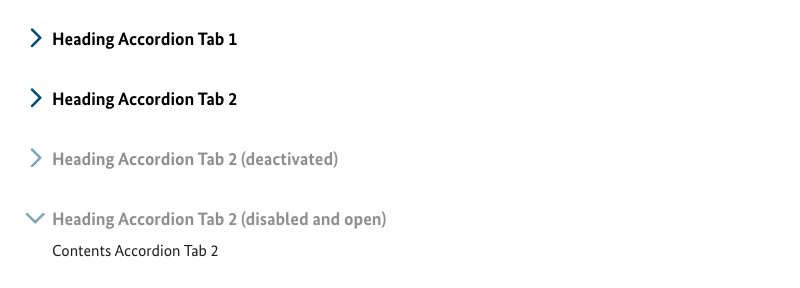 Heading Accordion Tab 1
Heading Accordion Tab 2
Heading Accordion Tab 2 (deactivated)
Heading Accordion Tab 2 (disabled and open)
Contents Accordion Tab 2